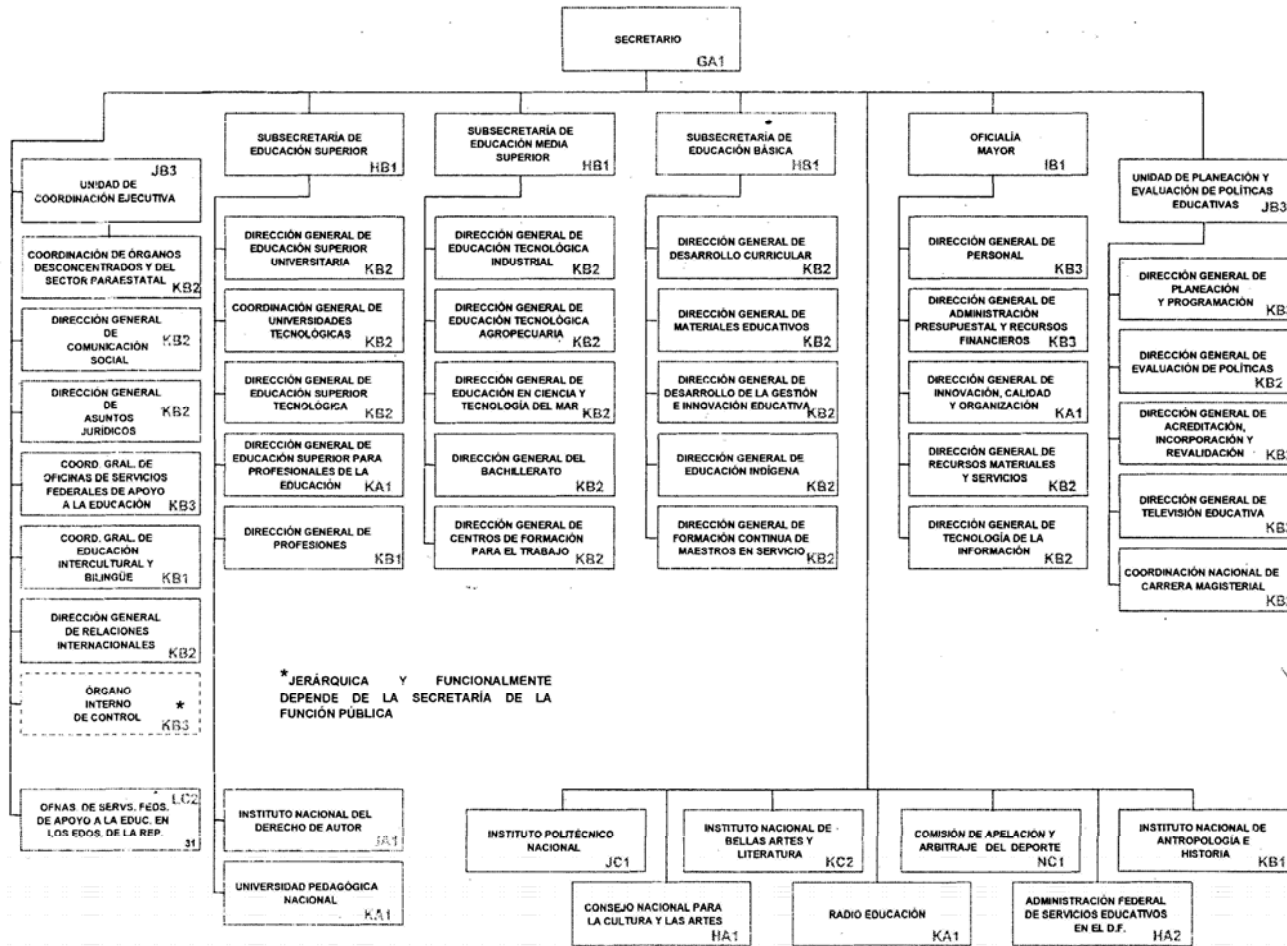 SECRETARIO
GA1
SUBSECRETARÍA DE
EDUCACIÓN SUPERIOR
HB1
SUBSECRETARÍA DE
EDUCACIÓN MEDIA
SUPERIOR
HB1
*
SUBSECRETARÍA DE
EDUCACIÓN BÁSICA
HB1
OFICIALÍA
MAYOR
IB1
JB3
UNIDAD DE
COORDINACIÓN EJECUTIVA
COORDINACIÓN DE ÓRGANOS
DESCONCENTRADOS Y DEL
SECTOR PARAESTATAL
KB2
DIRECCIÓN GENERAL
DE
COMUNICACIÓN
SOCIAL
KB2
DIRECCIÓN GENERAL
DE
ASUNTOS
JURÍDICOS
KB2
COORD. GRAL. DE
OFICINAS DE SERVICIOS
FEDERALES DE APOYO
A LA EDUCACIÓN
KB3
COORD. GRAL. DE
EDUCACIÓN
INTERCULTURAL Y
BILINGÜE
KB1
DIRECCIÓN GENERAL
DE RELACIONES
INTERNACIONALES
KB2
ÓRGANO
INTERNO
DE CONTROL
*
KB3
LC2
OFNAS. DE SERVS. FEDS.
DE APOYO A LA EDUC. EN
LOS EDOS. DE LA REP.
31
DIRECCIÓN GENERAL DE
EDUCACIÓN SUPERIOR
UNIVERSITARIA
KB2
COORDINACIÓN GENERAL DE
UNIVERSIDADES
TECNOLÓGICAS
KB2
DIRECCIÓN GENERAL DE
EDUCACIÓN SUPERIOR
TECNOLÓGICA
KB2
DIRECCIÓN GENERAL DE
EDUCACIÓN SUPERIOR PARA
PROFESIONALES DE LA
EDUCACIÓN
KA1
DIRECCIÓN GENERAL DE
PROFESIONES
KB1
INSTITUTO NACIONAL DEL
DERECHO DE AUTOR
JA1
UNIVERSIDAD PEDAGÓGICA
NACIONAL
KA1
DIRECCIÓN GENERAL DE
EDUCACIÓN TECNOLÓGICA
INDUSTRIAL
KB2
DIRECCIÓN GENERAL DE
EDUCACIÓN TECNOLÓGICA
AGROPECUARIA
KB2
DIRECCIÓN GENERAL DE
EDUCACIÓN EN CIENCIA Y
TECNOLOGÍA DEL MAR
KB2
DIRECCIÓN GENERAL DEL
BACHILLERATO
KB2
DIRECCIÓN GENERAL DE
CENTROS DE FORMACIÓN
PARA EL TRABAJO
KB2
DIRECCIÓN GENERAL DE
DESARROLLO CURRICULAR
KB2
DIRECCIÓN GENERAL DE
MATERIALES EDUCATIVOS
KB2
DIRECCIÓN GENERAL DE
DESARROLLO DE LA GESTIÓN
E INNOVACIÓN EDUCATIVA
KB2
DIRECCIÓN GENERAL DE
EDUCACIÓN INDÍGENA
KB2
DIRECCIÓN GENERAL DE
FORMACIÓN CONTINUA DE
MAESTROS EN SERVICIO
KB2
DIRECCIÓN GENERAL DE
PERSONAL
KB3
DIRECCIÓN GENERAL DE
ADMINISTRACIÓN
PRESUPUESTAL Y RECURSOS
FINANCIEROS
KB3
DIRECCIÓN GENERAL DE
INNOVACIÓN, CALIDAD
Y ORGANIZACIÓN
KA1
DIRECCIÓN GENERAL DE
RECURSOS MATERIALES
Y SERVICIOS
KB2
DIRECCIÓN GENERAL DE
TECNOLOGÍA DE LA
INFORMACIÓN
KB2
UNIDAD DE PLANEACIÓN Y
EVALUACIÓN DE POLÍTICAS
EDUCATIVAS
JB3
DIRECCIÓN GENERAL DE
PLANEACIÓN
Y PROGRAMACIÓN
DIRECCIÓN GENERAL DE
EVALUACIÓN DE POLÍTICAS
KB2
DIRECCIÓN GENERAL DE
ACREDITACIÓN,
INCORPORACIÓN Y
REVALIDACIÓN
DIRECCIÓN GENERAL DE
TELEVISIÓN EDUCATIVA
COORDINACIÓN NACIONAL DE
CARRERA MAGISTERIAL
*JERÁRQUICA Y FUNCIONALMENTE
DEPENDE DE LA SECRETARÍA DE LA
FUNCIÓN PÚBLICA
INSTITUTO POLITÉCNICO
NACIONAL
JC1
INSTITUTO NACIONAL DE
BELLAS ARTES Y
LITERATURA
KC2
COMISIÓN DE APELACIÓN Y
ARBITRAJE DEL DEPORTE
NC1
INSTITUTO NACIONAL DE
ANTROPOLOGÍA E
HISTORIA
KB1
CONSEJO NACIONAL PARA
LA CULTURA Y LAS ARTES
HA1
RADIO EDUCACIÓN
KA1
ADMINISTRACIÓN FEDERAL
DE SERVICIOS EDUCATIVOS
EN EL D.F.
HA2